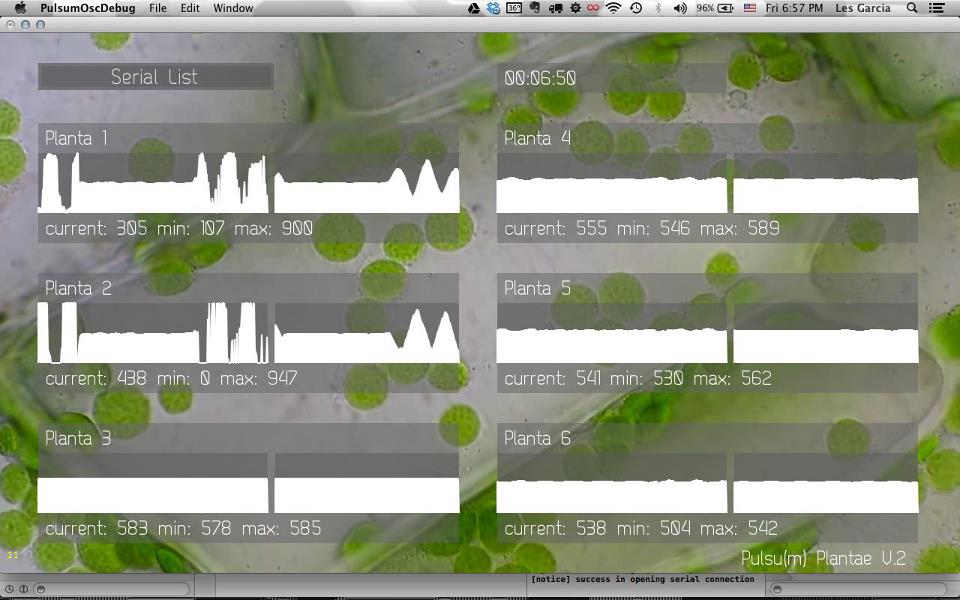 PulsumOscDebug File Edit Window 96% Fri 6:57 PM Les Garcia
Serial List
00:06:50
Planta 1
current: 305 min: 107 max: 900
Planta 2
current: 438 min: 0 max: 947
Planta 3
current: 583 min: 578 max: 585
Planta 4
current: 555 min: 546 max: 589
Planta 5
current: 541 min: 530 max: 562
Planta 6
current: 538 min: 504 max: 542
11
Pulsu(m) Plantae V.2
[notice] success in opening serial connection